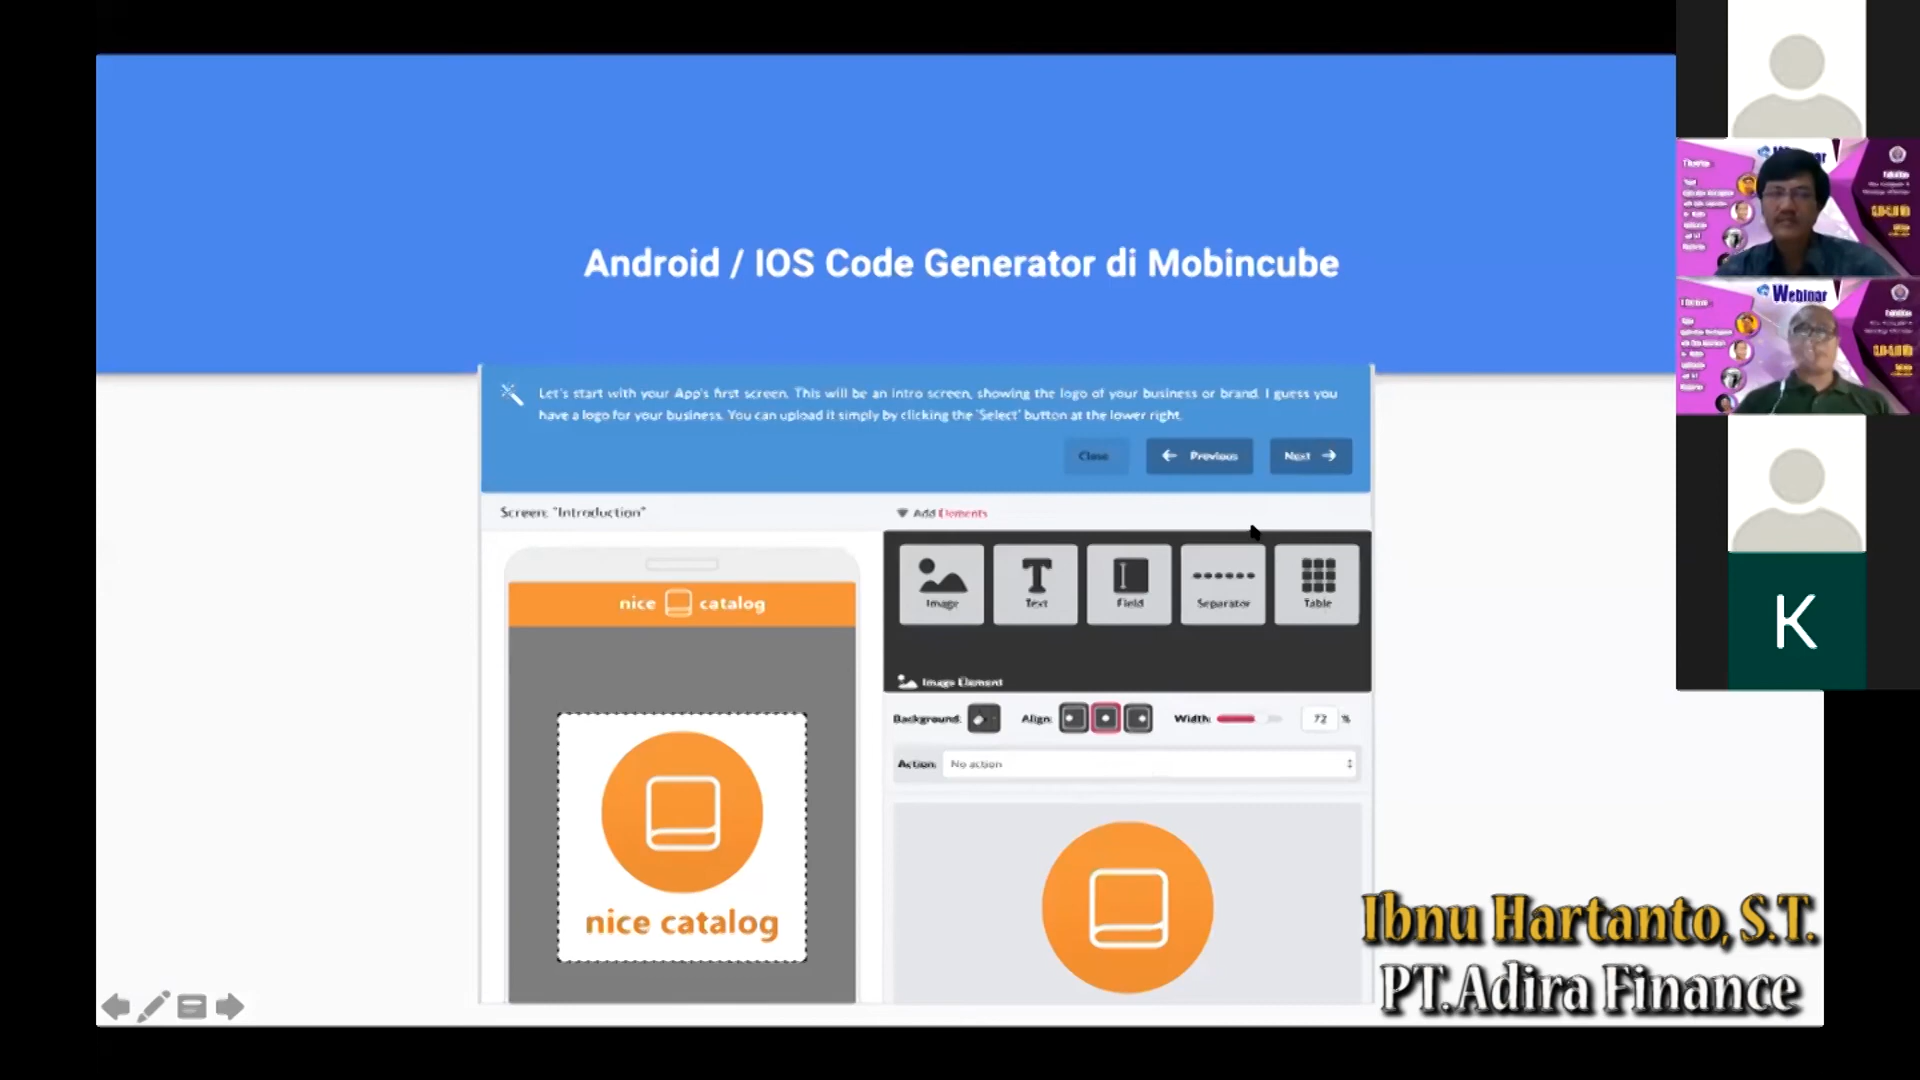 Android / IOS Code Generator di Mobincube
Let's start with your App's first screen. This will be an intro screen, showing the logo of your business or brand. I guess you
have a logo for your business. You can upload it simply by clicking the 'Select' button at the lower right.
Close
Previous
Next
Screen: "Introduction"
Add Elements
Image
Text
Field
Separator
Table
nice catalog
Image Element
Background:
Align:
Width:
72 %
Action:
No action
nice catalog
Webinar
K
Ibnu Hartanto, S.T.
PT.Adira Finance